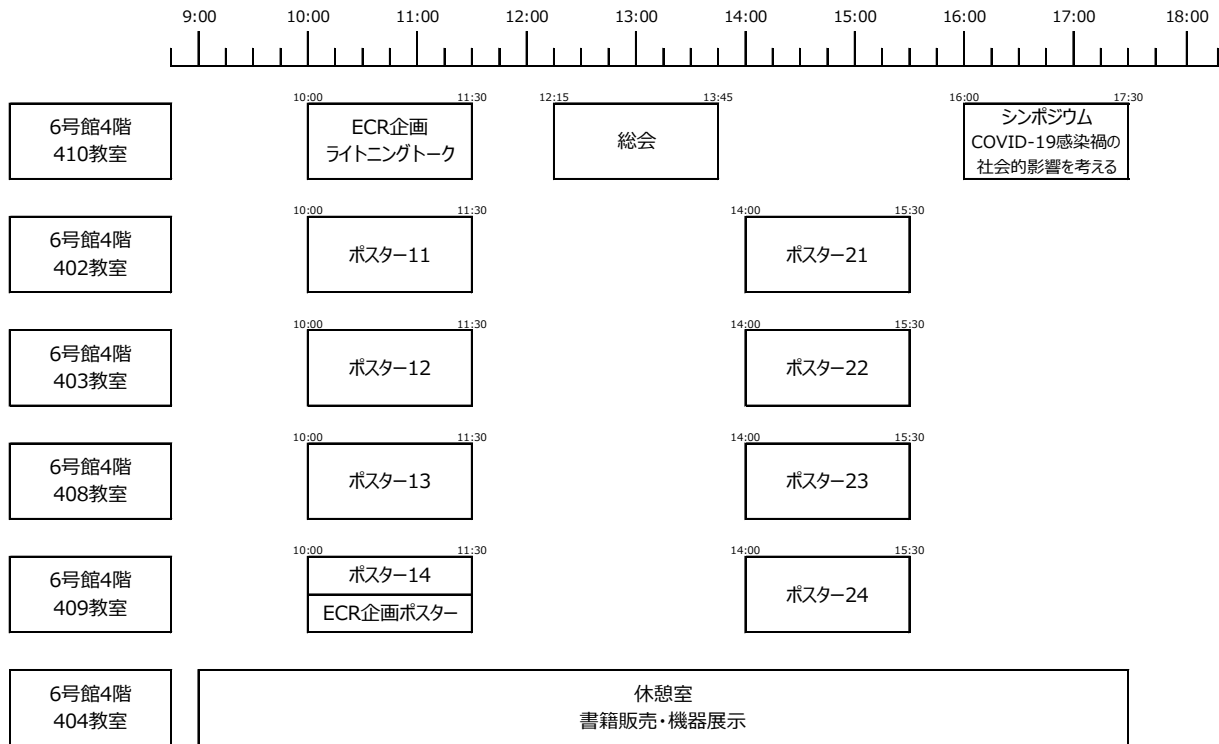 9:00 10:00 11:00 12:00 13:00 14:00 15:00 16:00 17:00 18:00
10:00 11:30 12:15 13:45 16:00 17:30
6号館4階
410教室
ECR企画
ライトニングトーク
総会
シンポジウム
COVID-19感染禍の
社会的影響を考える
10:00 11:30 14:00 15:30
6号館4階
402教室
ポスター11
ポスター21
10:00 11:30 14:00 15:30
6号館4階
403教室
ポスター12
ポスター22
10:00 11:30 14:00 15:30
6号館4階
408教室
ポスター13
ポスター23
10:00 11:30 14:00 15:30
6号館4階
409教室
ポスター14
ECR企画ポスター
ポスター24
6号館4階
404教室
休憩室
書籍販売・機器展示